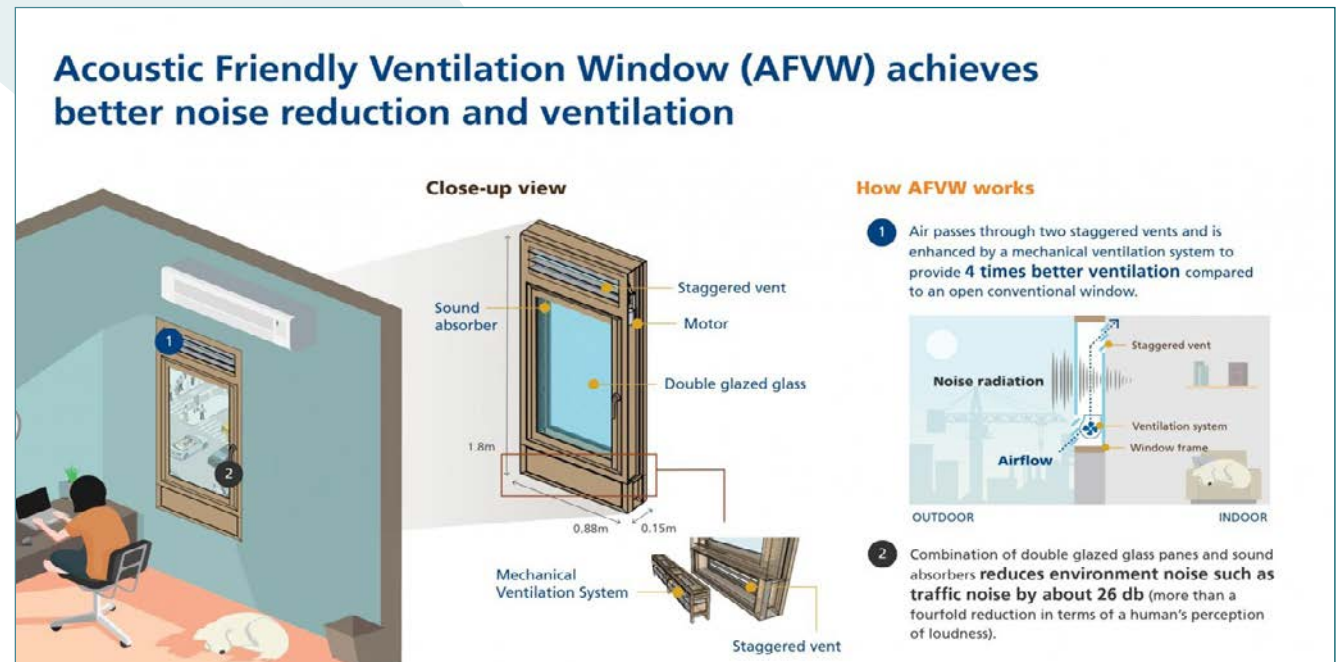 Acoustic Friendly Ventilation Window (AFVW) achieves
better noise reduction and ventilation
Close-up view
Sound
absorber
Staggered vent
Motor
Double glazed glass
1.8m
0.88m
0.15m
Mechanical
Ventilation System
Staggered vent
1
2
How AFVW works
1
Air passes through two staggered vents and is
enhanced by a mechanical ventilation system to
provide 4 times better ventilation compared
to an open conventional window.
Noise radiation
Staggered vent
Ventilation system
Window frame
Airflow
OUTDOOR
INDOOR
2
Combination of double glazed glass panes and sound
absorbers reduces environment noise such as
traffic noise by about 26 db (more than a
fourfold reduction in terms of a human's perception
of loudness).